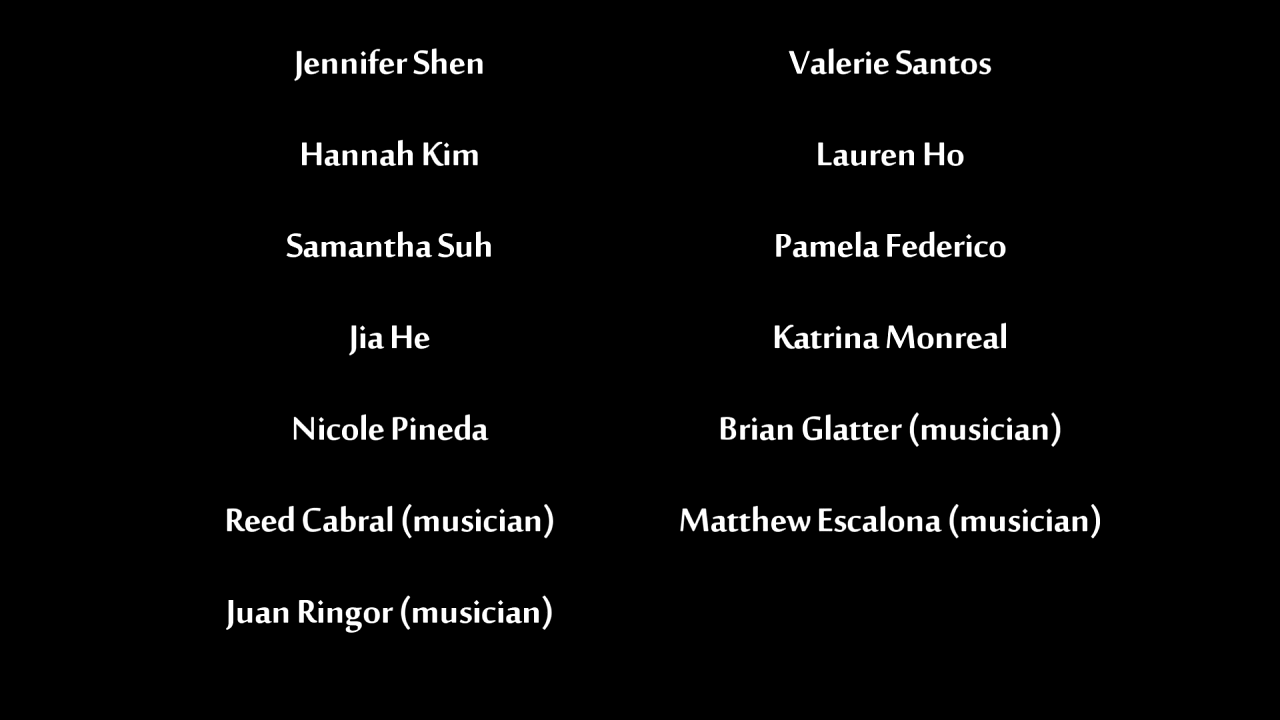 Jennifer Shen
Valerie Santos
Hannah Kim
Lauren Ho
Samantha Suh
Pamela Federico
Jia He
Katrina Monreal
Nicole Pineda
Brian Glatter (musician)
Reed Cabral (musician)
Matthew Escalona (musician)
Juan Ringor (musician)